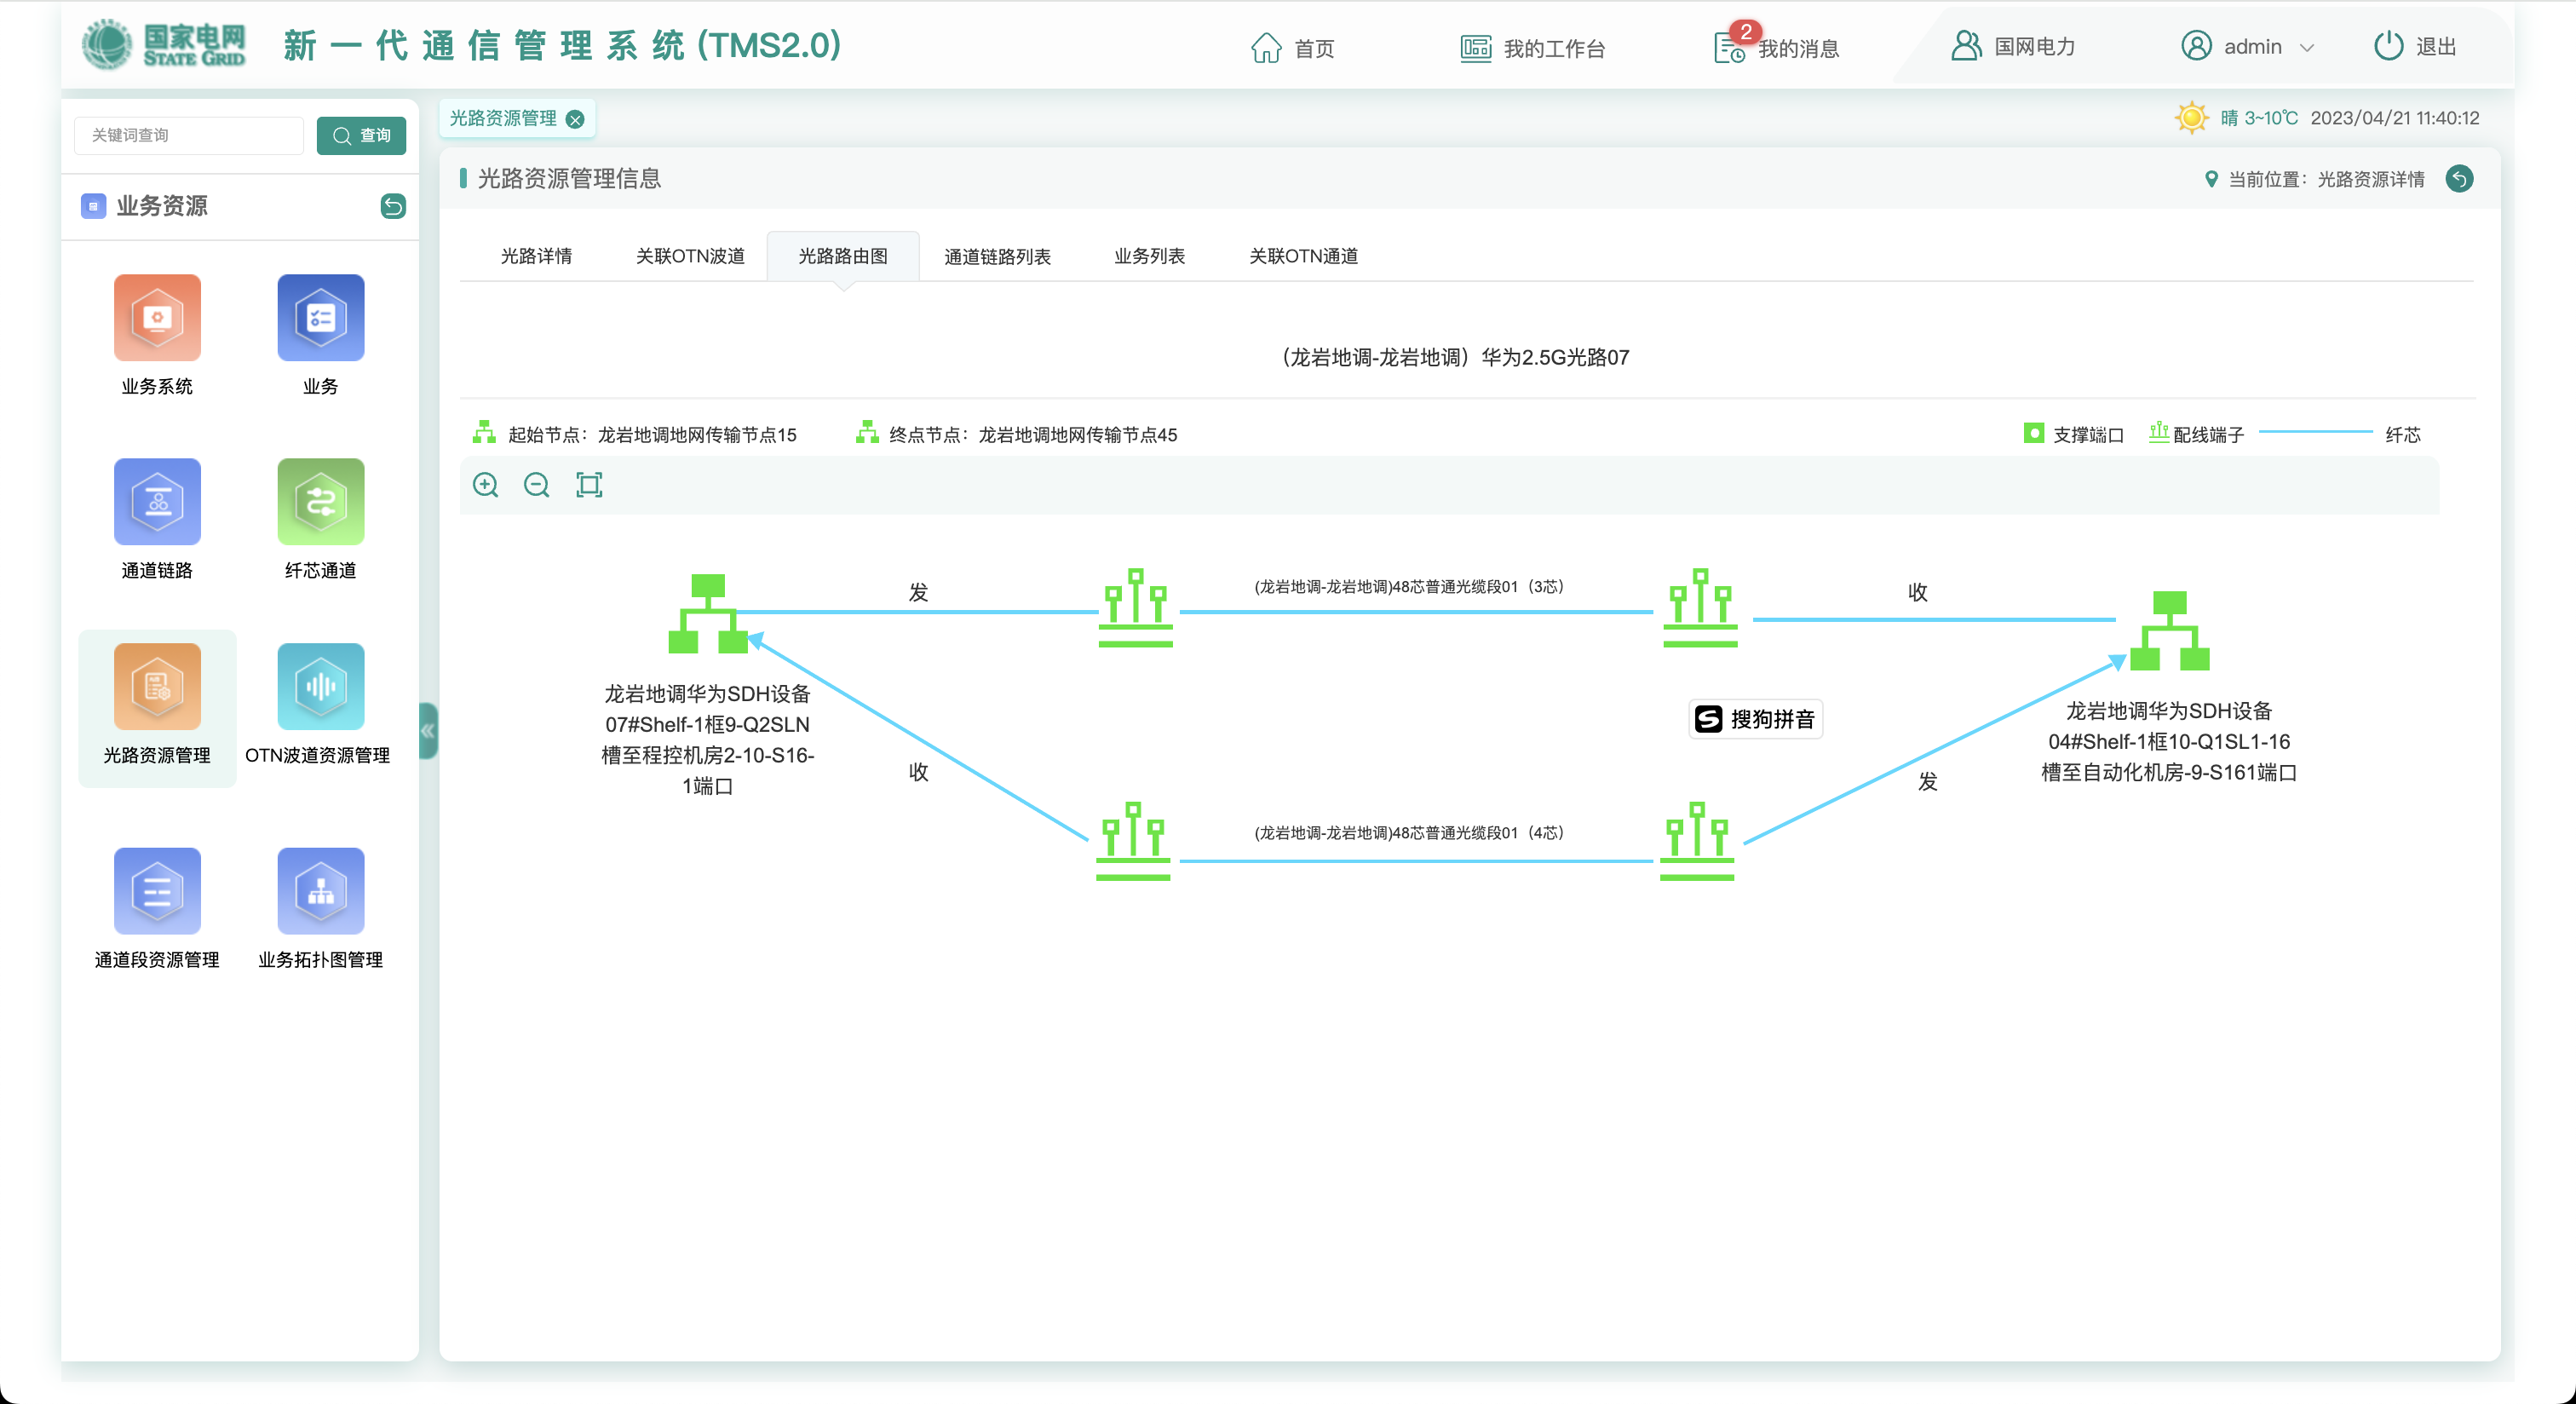 国家电网
STATE GRID
新一代通信管理系统(TMS2.0)
首页
我的工作台
2
我的消息
国网电力
admin
退出
关键词查询
查询
业务资源
业务系统
业务
通道链路
纤芯通道
光路资源管理
OTN波道资源管理
通道段资源管理
业务拓扑图管理
光路资源管理
晴 3~10℃ 2023/04/21 11:40:12
光路资源管理信息
当前位置：光路资源详情
光路详情
关联OTN波道
光路路由图
通道链路列表
业务列表
关联OTN通道
（龙岩地调-龙岩地调）华为2.5G光路07
起始节点：龙岩地调地网传输节点15
终点节点：龙岩地调地网传输节点45
支撑端口
配线端子
纤芯
发
(龙岩地调-龙岩地调)48芯普通光缆段01（3芯）
收
龙岩地调华为SDH设备
07#Shelf-1框9-Q2SLN
槽至程控机房2-10-S16-
1端口
搜狗拼音
龙岩地调华为SDH设备
04#Shelf-1框10-Q1SL1-16
槽至自动化机房-9-S161端口
收
发
(龙岩地调-龙岩地调)48芯普通光缆段01（4芯）